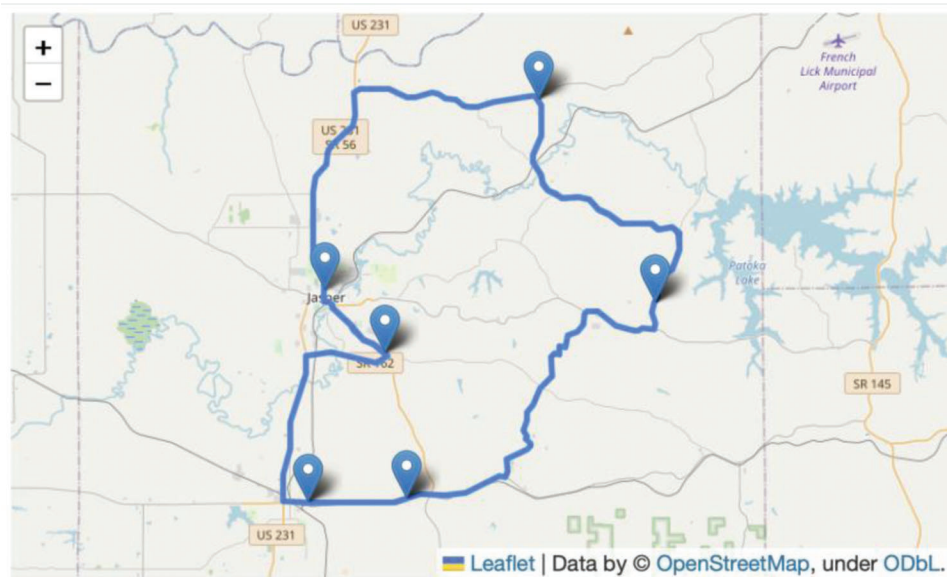 +
−
US 231
French
Lick Municipal
Airport
US 231
SR 56
Patoka
Lake
Jasper
SR 162
SR 145
US 231
Leaflet | Data by © OpenStreetMap, under ODbL.